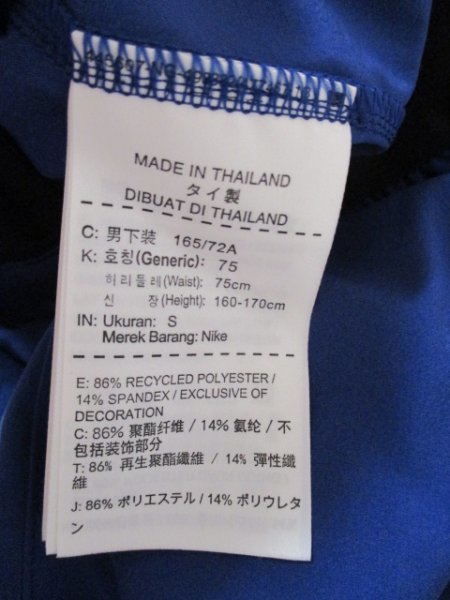 MADE IN THAILAND
タイ製
DIBUAT DI THAILAND
C: 男下装 165/72A
K: 호칭(Generic): 75
허리둘레(Waist): 75cm
신 장(Height): 160-170cm
IN: Ukuran: S
Merek Barang: Nike
E: 86% RECYCLED POLYESTER /
14% SPANDEX / EXCLUSIVE OF
DECORATION
C: 86% 聚酯纤维 / 14% 氨纶 / 不
包括装饰部分
T: 86% 再生聚酯纖維 / 14% 彈性纖
維
J: 86% ポリエステル / 14% ポリウレタ
ン